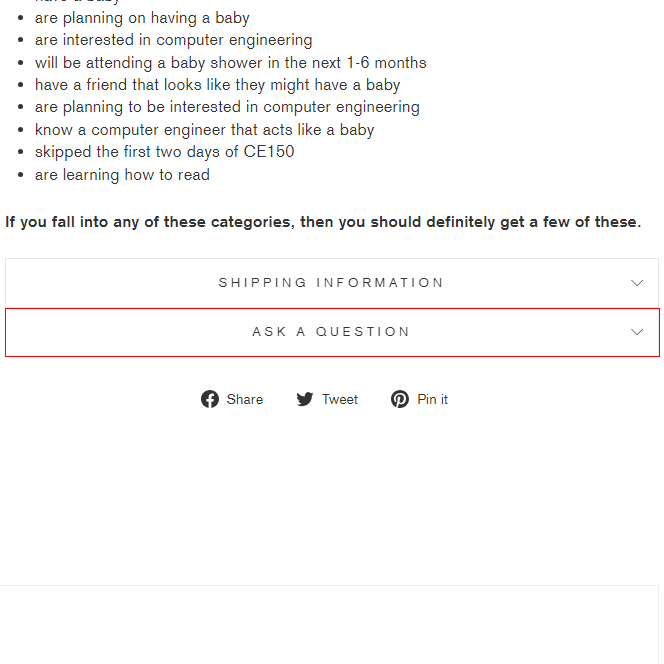 are planning on having a baby
are interested in computer engineering
will be attending a baby shower in the next 1-6 months
have a friend that looks like they might have a baby
are planning to be interested in computer engineering
know a computer engineer that acts like a baby
skipped the first two days of CE150
are learning how to read
If you fall into any of these categories, then you should definitely get a few of these.
SHIPPING INFORMATION
ASK A QUESTION
Share Tweet Pin it